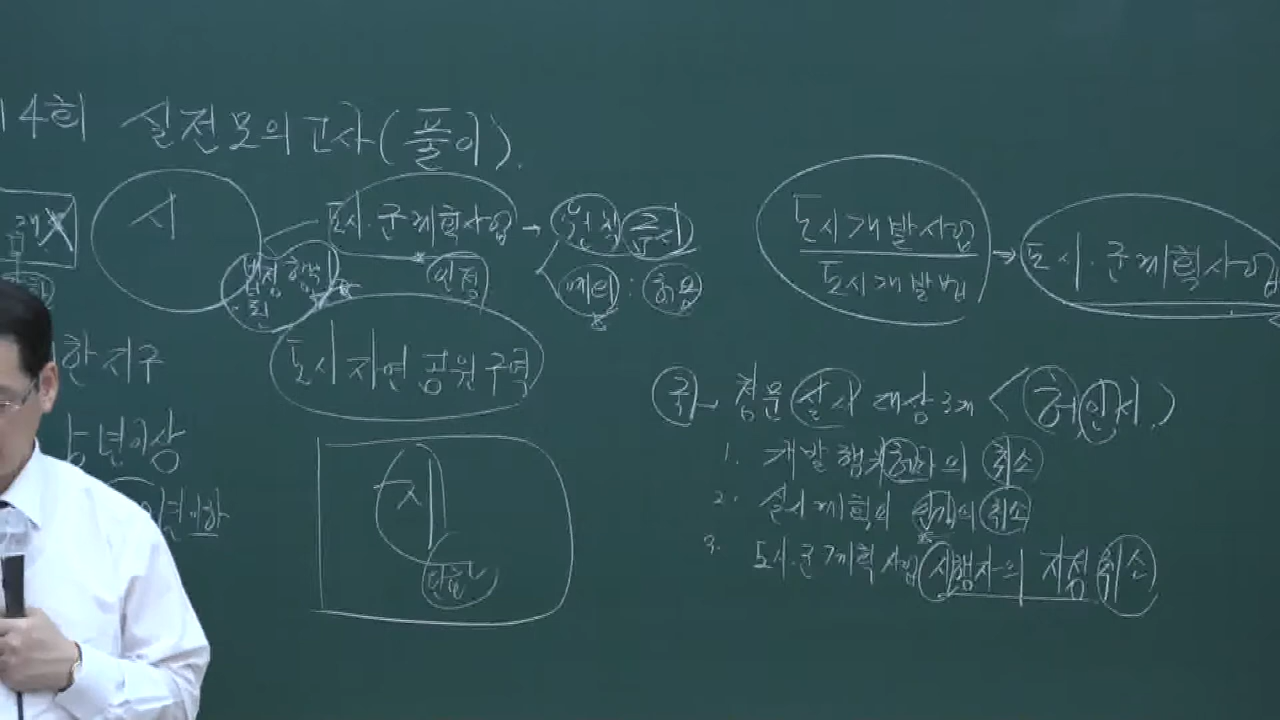 4회 실전모의고사(풀이).
시
도시·군계획사업 → 원칙 금지
인정
예외 : 허용
도시자연공원구역
한지구
년이상
시
도시개발사업
도시개발법
→ 도시·군계획사업
국 청문 실시 대상 3개 < 허, 인, 지, )
1. 개발행위허가의 취소
2. 실시계획의 인가의 취소
3. 도시·군계획사업 시행자의 지정취소